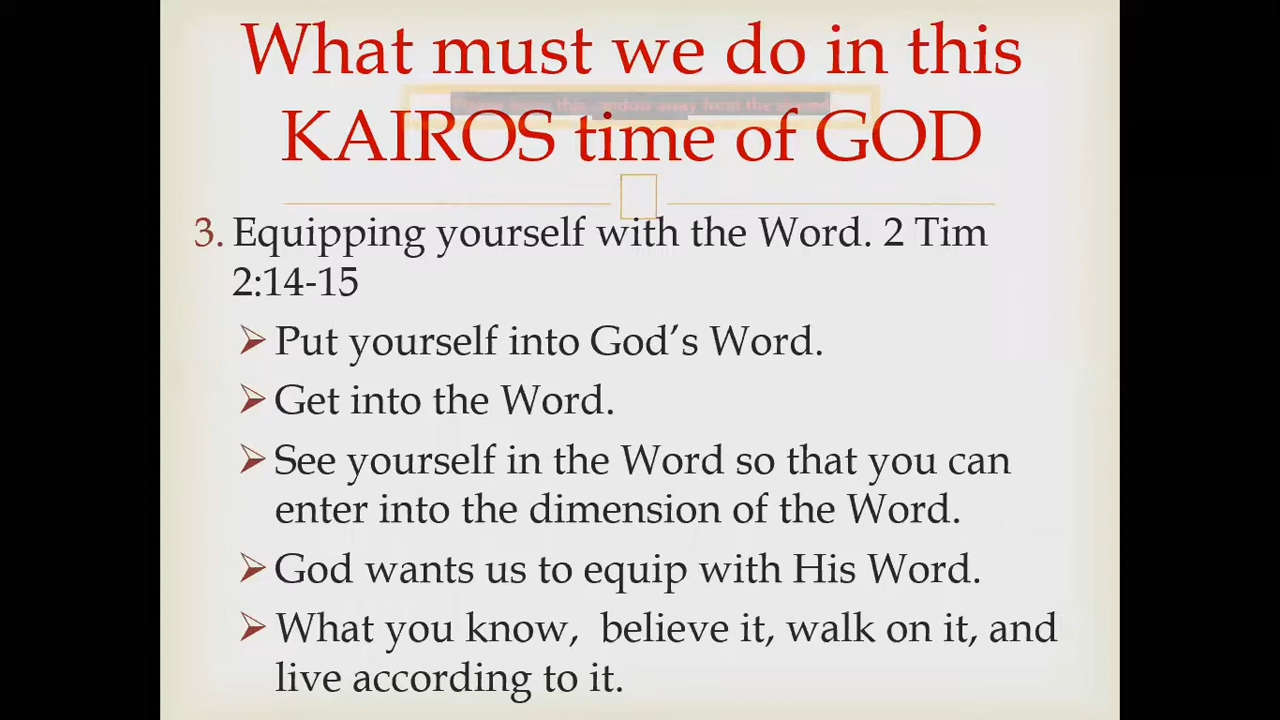 What must we do in this
KAIROS time of GOD
3. Equipping yourself with the Word. 2 Tim
2:14-15
➢ Put yourself into God's Word.
➢ Get into the Word.
➢ See yourself in the Word so that you can
enter into the dimension of the Word.
➢ God wants us to equip with His Word.
➢ What you know,  believe it, walk on it, and
live according to it.